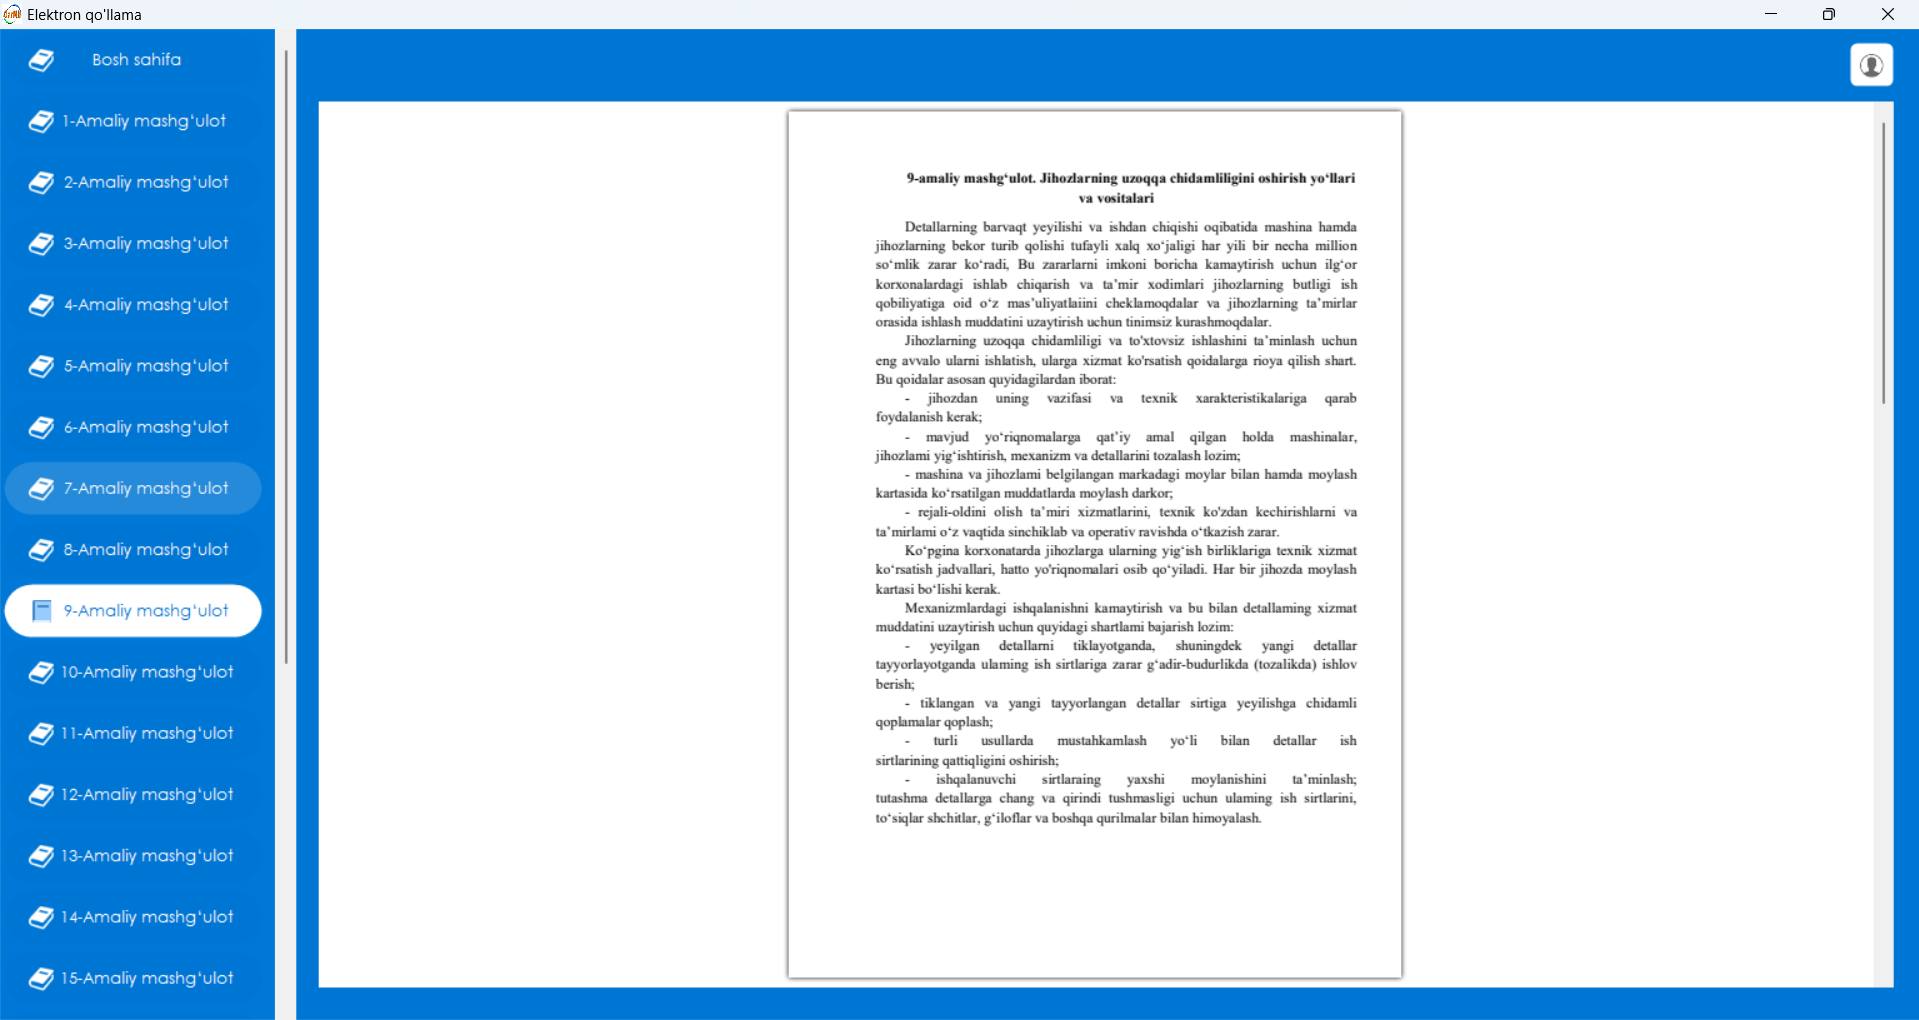 Elektron qo'llama
Bosh sahifa
1-Amaliy mashg‘ulot
2-Amaliy mashg‘ulot
3-Amaliy mashg‘ulot
4-Amaliy mashg‘ulot
5-Amaliy mashg‘ulot
6-Amaliy mashg‘ulot
7-Amaliy mashg‘ulot
8-Amaliy mashg‘ulot
9-Amaliy mashg‘ulot
10-Amaliy mashg‘ulot
11-Amaliy mashg‘ulot
12-Amaliy mashg‘ulot
13-Amaliy mashg‘ulot
14-Amaliy mashg‘ulot
15-Amaliy mashg‘ulot
9-amaliy mashg‘ulot. Jihozlarning uzoqqa chidamliligini oshirish yo‘llari
va vositalari
Detallarning barvaqt yeyilishi va ishdan chiqishi oqibatida mashina hamda
jihozlarning bekor turib qolishi tufayli xalq xo‘jaligi har yili bir necha million
so‘mlik zarar ko‘radi, Bu zararlarni imkoni boricha kamaytirish uchun ilg‘or
korxonalardagi ishlab chiqarish va ta’mir xodimlari jihozlarning butligi ish
qobiliyatiga oid o‘z mas’uliyatlaiini cheklamoqdalar va jihozlarning ta’mirlar
orasida ishlash muddatini uzaytirish uchun tinimsiz kurashmoqdalar.
Jihozlarning uzoqqa chidamliligi va to'xtovsiz ishlashini ta’minlash uchun
eng avvalo ularni ishlatish, ularga xizmat ko'rsatish qoidalarga rioya qilish shart.
Bu qoidalar asosan quyidagilardan iborat:
- jihozdan uning vazifasi va texnik xarakteristikalariga qarab
foydalanish kerak;
- mavjud yo‘riqnomalarga qat’iy amal qilgan holda mashinalar,
jihozlami yig‘ishtirish, mexanizm va detallarini tozalash lozim;
- mashina va jihozlami belgilangan markadagi moylar bilan hamda moylash
kartasida ko‘rsatilgan muddatlarda moylash darkor;
- rejali-oldini olish ta’miri xizmatlarini, texnik ko'zdan kechirishlarni va
ta’mirlami o‘z vaqtida sinchiklab va operativ ravishda o‘tkazish zarar.
Ko‘pgina korxonatarda jihozlarga ularning yig‘ish birliklariga texnik xizmat
ko‘rsatish jadvallari, hatto yo'riqnomalari osib qo‘yiladi. Har bir jihozda moylash
kartasi bo‘lishi kerak.
Mexanizmlardagi ishqalanishni kamaytirish va bu bilan detallaming xizmat
muddatini uzaytirish uchun quyidagi shartlami bajarish lozim:
- yeyilgan detallarni tiklayotganda, shuningdek yangi detallar
tayyorlayotganda ulaming ish sirtlariga zarar g‘adir-budurlikda (tozalikda) ishlov
berish;
- tiklangan va yangi tayyorlangan detallar sirtiga yeyilishga chidamli
qoplamalar qoplash;
- turli usullarda mustahkamlash yo‘li bilan detallar ish
sirtlarining qattiqligini oshirish;
- ishqalanuvchi sirtlaraing yaxshi moylanishini ta’minlash;
tutashma detallarga chang va qirindi tushmasligi uchun ulaming ish sirtlarini,
to‘siqlar shchitlar, g‘iloflar va boshqa qurilmalar bilan himoyalash.